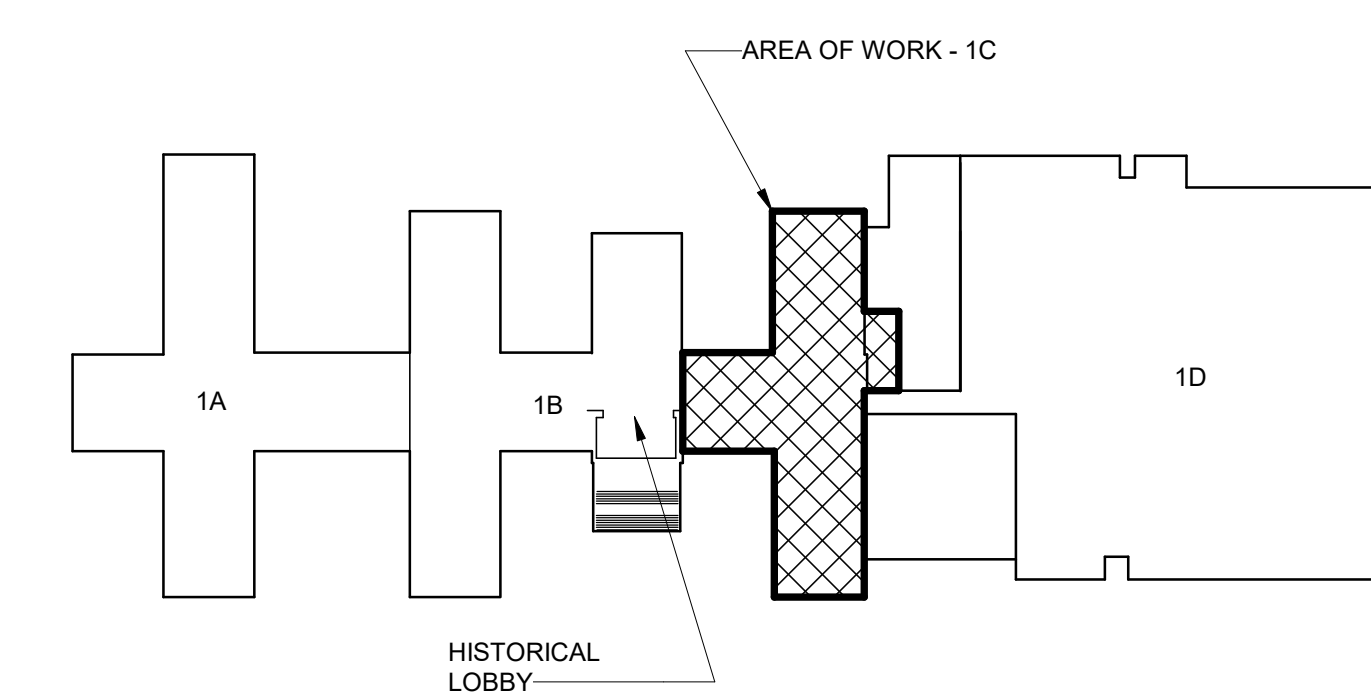 AREA OF WORK - 1C
1A
1B
1D
HISTORICAL
LOBBY